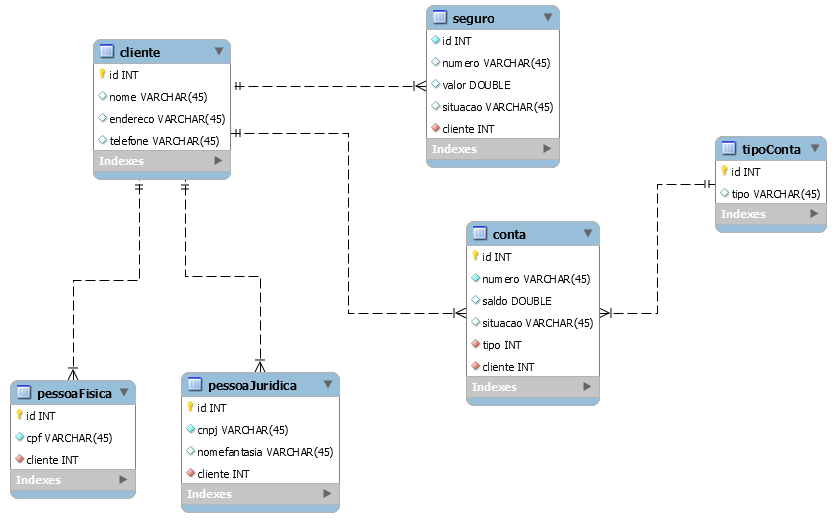 cliente
id INT
nome VARCHAR(45)
endereco VARCHAR(45)
telefone VARCHAR(45)
Indexes
seguro
id INT
numero VARCHAR(45)
valor DOUBLE
situacao VARCHAR(45)
cliente INT
Indexes
tipoConta
id INT
tipo VARCHAR(45)
Indexes
conta
id INT
numero VARCHAR(45)
saldo DOUBLE
situacao VARCHAR(45)
tipo INT
cliente INT
Indexes
pessoaFisica
id INT
cpf VARCHAR(45)
cliente INT
Indexes
pessoaJuridica
id INT
cnpj VARCHAR(45)
nomefantasia VARCHAR(45)
cliente INT
Indexes